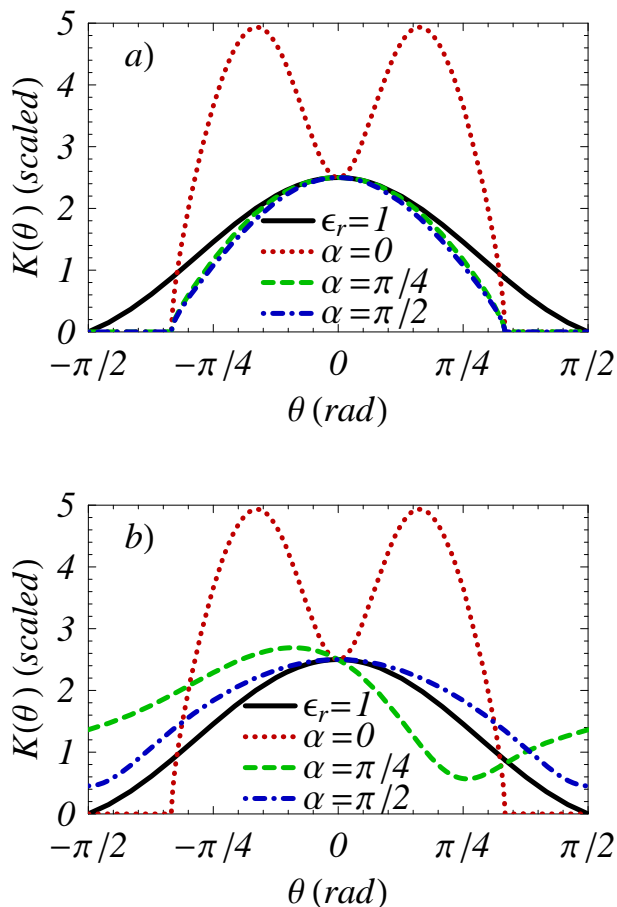 a)
5
4
3
2
1
0
K(θ) (scaled)
ϵr=1
α=0
α=π/4
α=π/2
−π/2 −π/4 0 π/4 π/2
θ (rad)
b)
5
4
3
2
1
0
K(θ) (scaled)
ϵr=1
α=0
α=π/4
α=π/2
−π/2 −π/4 0 π/4 π/2
θ (rad)